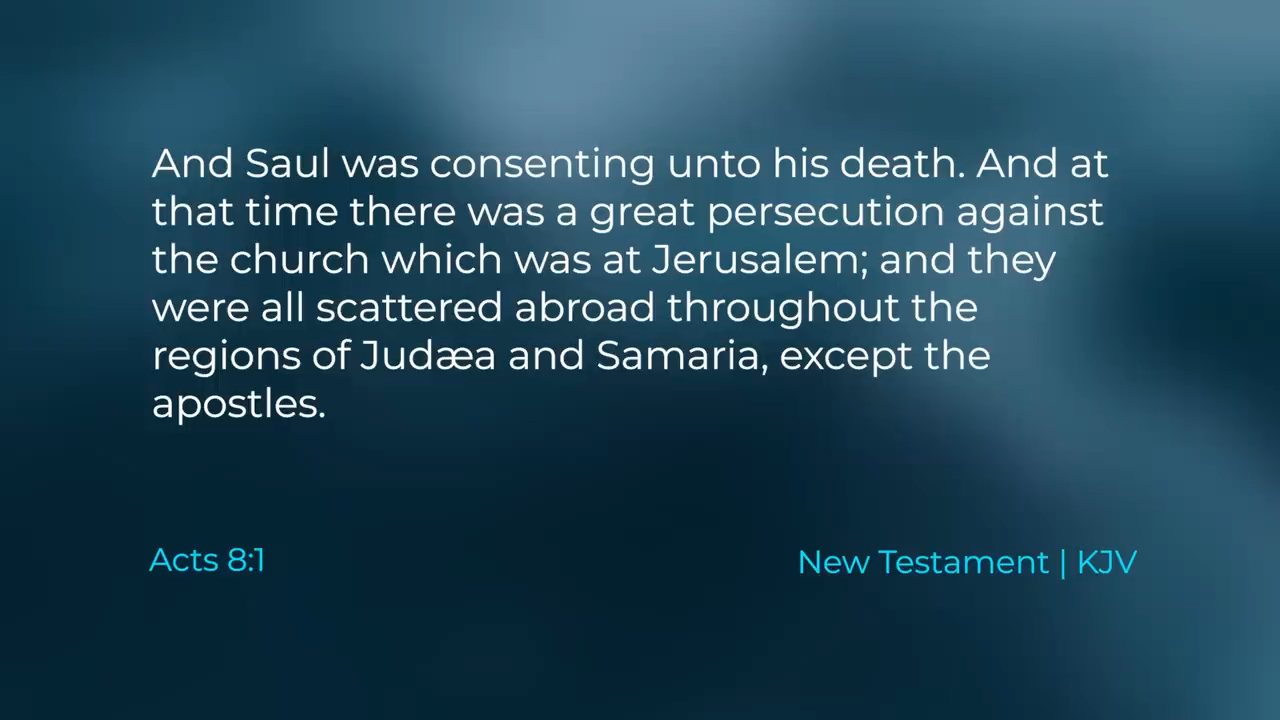 And Saul was consenting unto his death. And at
that time there was a great persecution against
the church which was at Jerusalem; and they
were all scattered abroad throughout the
regions of Judæa and Samaria, except the
apostles.
Acts 8:1
New Testament | KJV